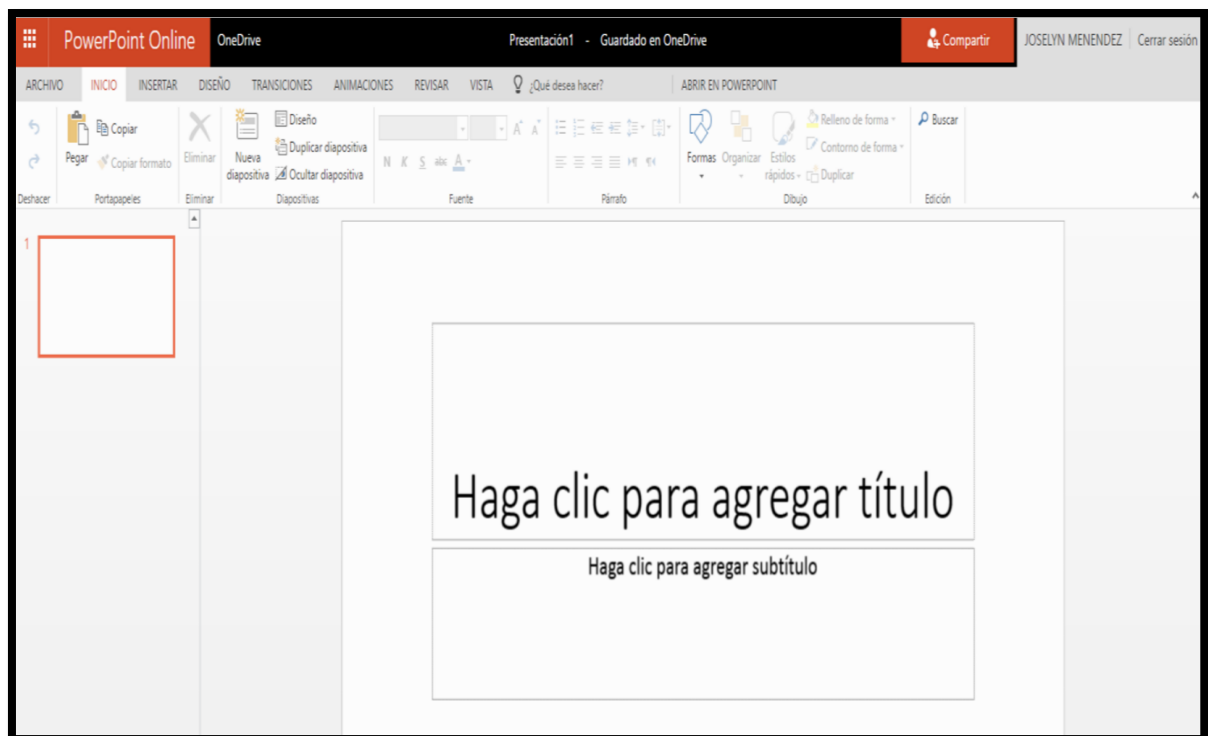 PowerPoint Online OneDrive Presentación1 - Guardado en OneDrive Compartir JOSELYN MENENDEZ Cerrar sesión
ARCHIVO INICIO INSERTAR DISEÑO TRANSICIONES ANIMACIONES REVISAR VISTA ¿Qué desea hacer? ABRIR EN POWERPOINT
Pegar Copiar
Copiar formato
Eliminar
Nueva
diapositiva
Diseño
Duplicar diapositiva
Ocultar diapositiva
N K S abc A
A A
Formas Organizar Estilos
rápidos
Relleno de forma
Contorno de forma
Duplicar
Buscar
Deshacer Portapapeles Eliminar Diapositivas Fuente Párrafo Dibujo Edición
1
Haga clic para agregar título
Haga clic para agregar subtítulo